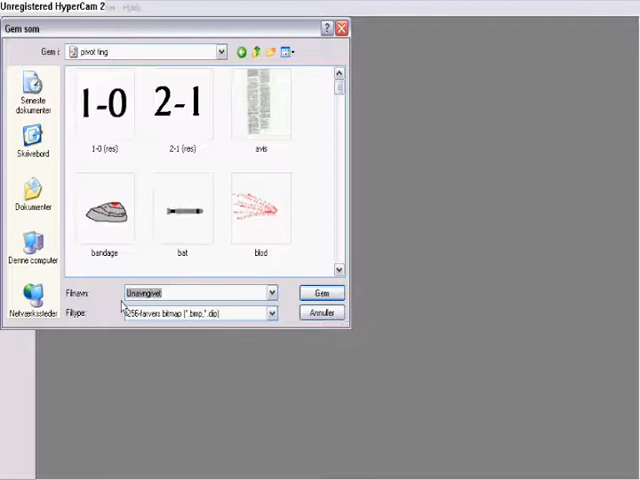 Unregistered HyperCam 2
Hjælp
Gem som
Gem i:
pivot ting
Seneste
dokumenter
Skrivebord
Dokumenter
Denne computer
Netværkssteder
1-0
2-1
1-0 (res)
2-1 (res)
avis
bandage
bat
blod
Filnavn:
Unavngivet
Gem
Filtype:
256-farvers bitmap (*.bmp,*.dip)
Annuller